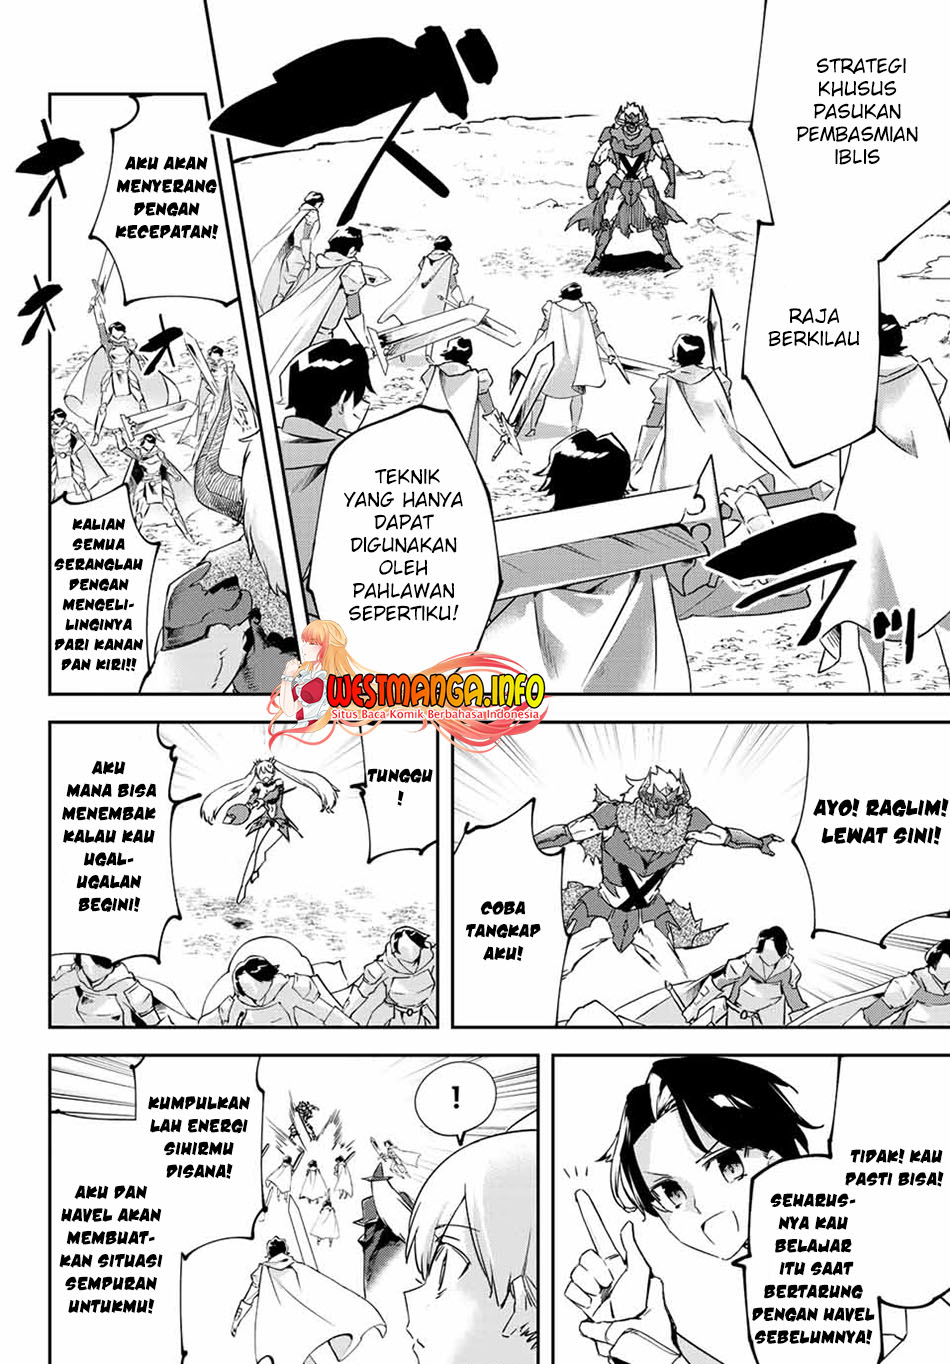 STRATEGI
KHUSUS
PASUKAN
PEMBASMIAN
IBLIS
RAJA
BERKILAU
TEKNIK
YANG HANYA
DAPAT
DIGUNAKAN
OLEH
PAHLAWAN
SEPERTIKU!
AKU AKAN
MENYERANG
DENGAN
KECEPATAN!
KALIAN
SEMUA
SERANGLAH
DENGAN
MENGELI-
LINGINYA
DARI KANAN
DAN KIRI!!
WESTMANGA.INFO
Situs Baca Komik Berbahasa Indonesia
AYO! RAGLIM!
LEWAT SINI!
COBA
TANGKAP
AKU!
TUNGGU
!
AKU
MANA BISA
MENEMBAK
KALAU KAU
UGAL-
UGALAN
BEGINI!
TIDAK! KAU
PASTI BISA!
SEHARUS-
NYA KAU
BELAJAR
ITU SAAT
BERTARUNG
DENGAN HAVEL
SEBELUMNYA!
!
KUMPULKAN
LAH ENERGI
SIHIRMU
DISANA!
AKU DAN
HAVEL AKAN
MEMBUAT-
KAN SITUASI
SEMPURAN
UNTUKMU!